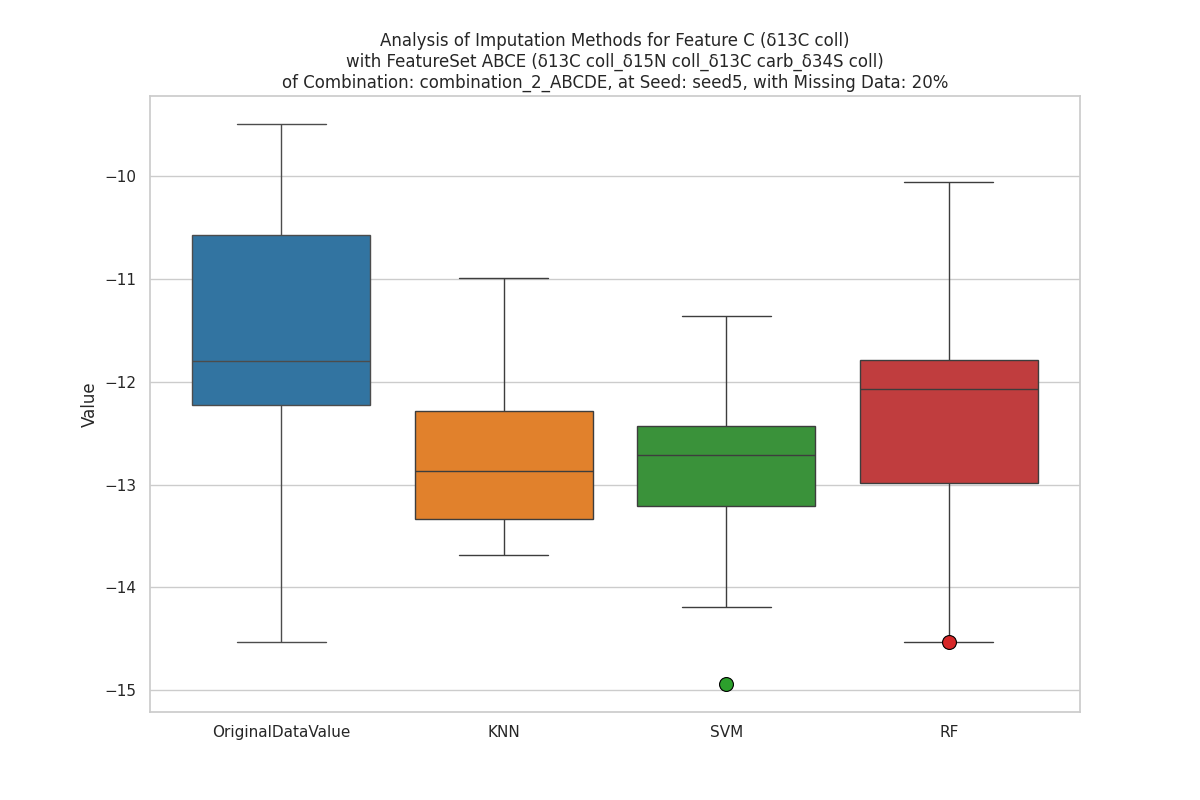 Analysis of Imputation Methods for Feature C (δ13C coll)
with FeatureSet ABCE (δ13C coll_δ15N coll_δ13C carb_δ34S coll)
of Combination: combination_2_ABCDE, at Seed: seed5, with Missing Data: 20%
Value
−10
−11
−12
−13
−14
−15
OriginalDataValue
KNN
SVM
RF